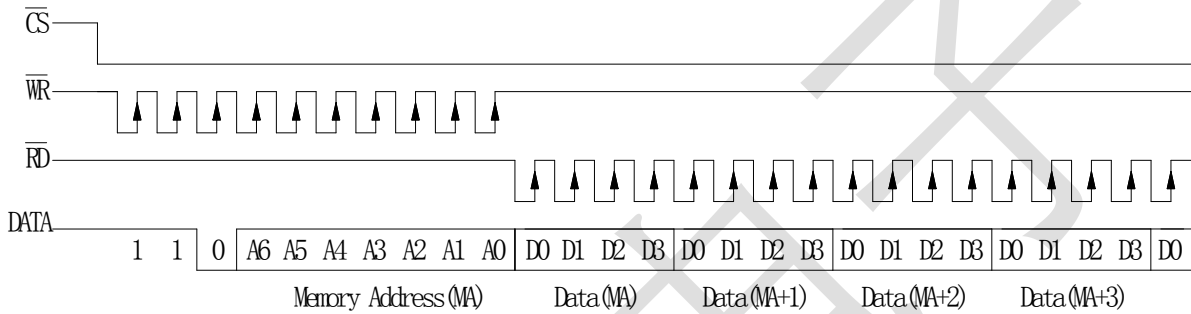 CS
WR
RD
DATA
1 1 0 A6 A5 A4 A3 A2 A1 A0 D0 D1 D2 D3 D0 D1 D2 D3 D0 D1 D2 D3 D0 D1 D2 D3 D0
Memory Address(MA) Data(MA) Data(MA+1) Data(MA+2) Data(MA+3)